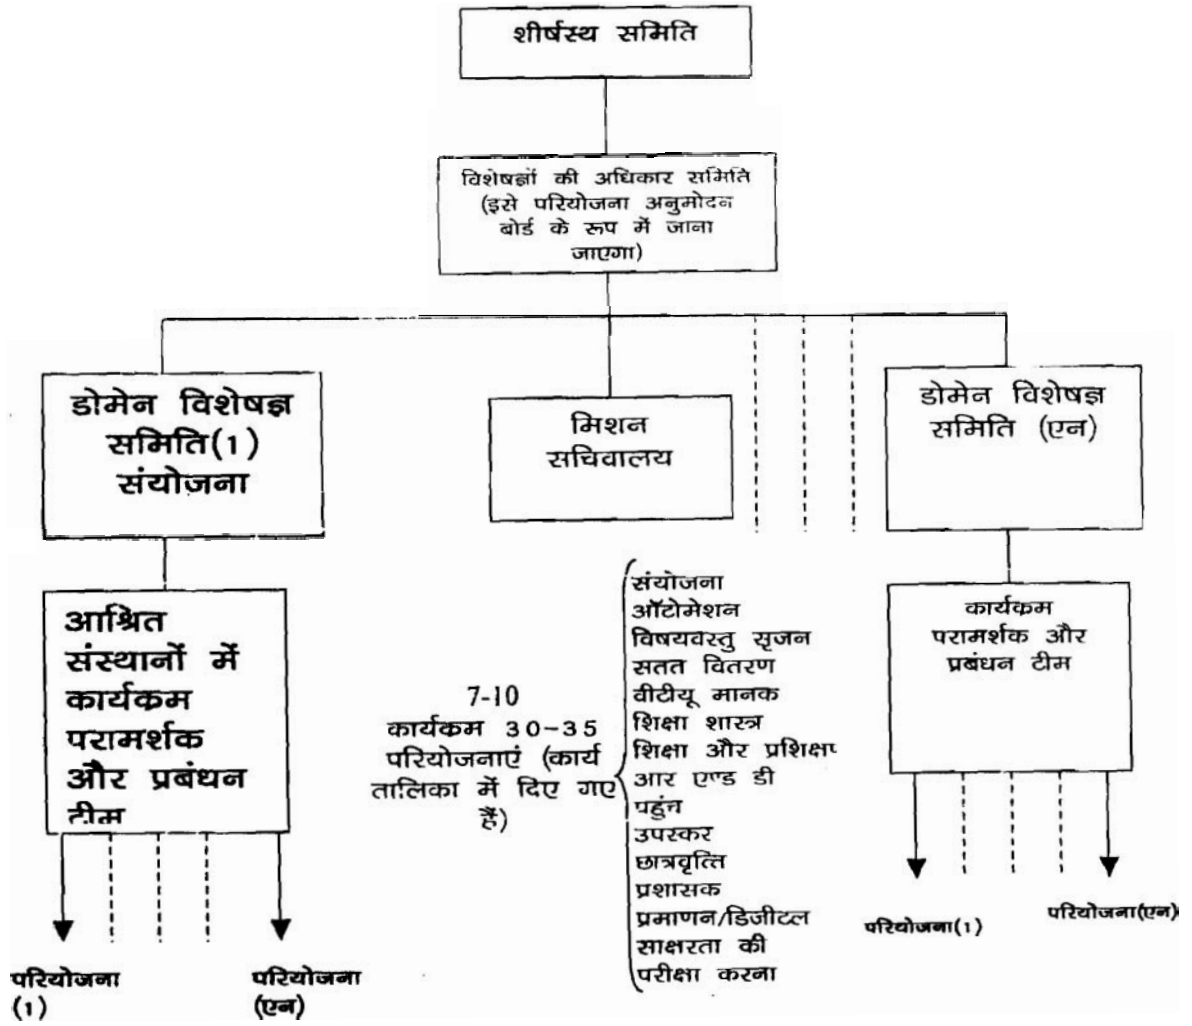 शीर्षस्थ समिति
विशेषज्ञों की अधिकार समिति
(इसे परियोजना अनुमोदन
बोर्ड के रूप में जाना
जाएगा)
डोमेन विशेषज्ञ
समिति(1)
संयोजना
मिशन
सचिवालय
डोमेन विशेषज्ञ
समिति (एन)
आश्रित
संस्थानों में
कार्यक्रम
परामर्शक
और प्रबंधन
टीम
7-10
कार्यक्रम 30-35
परियोजनाएं (कार्य
तालिका में दिए गए
हैं)
संयोजना
ऑटोमेशन
विषयवस्तु सृजन
सतत वितरण
वीटीयू मानक
शिक्षा शास्त्र
शिक्षा और प्रशिक्षण
आर एण्ड डी
पहुंच
उपस्कर
छात्रवृत्ति
प्रशासक
प्रमाणन/डिजीटल
साक्षरता की
परीक्षा करना
कार्यक्रम
परामर्शक और
प्रबंधन टीम
परियोजना
(1)
परियोजना
(एन)
परियोजना(1)
परियोजना(एन)